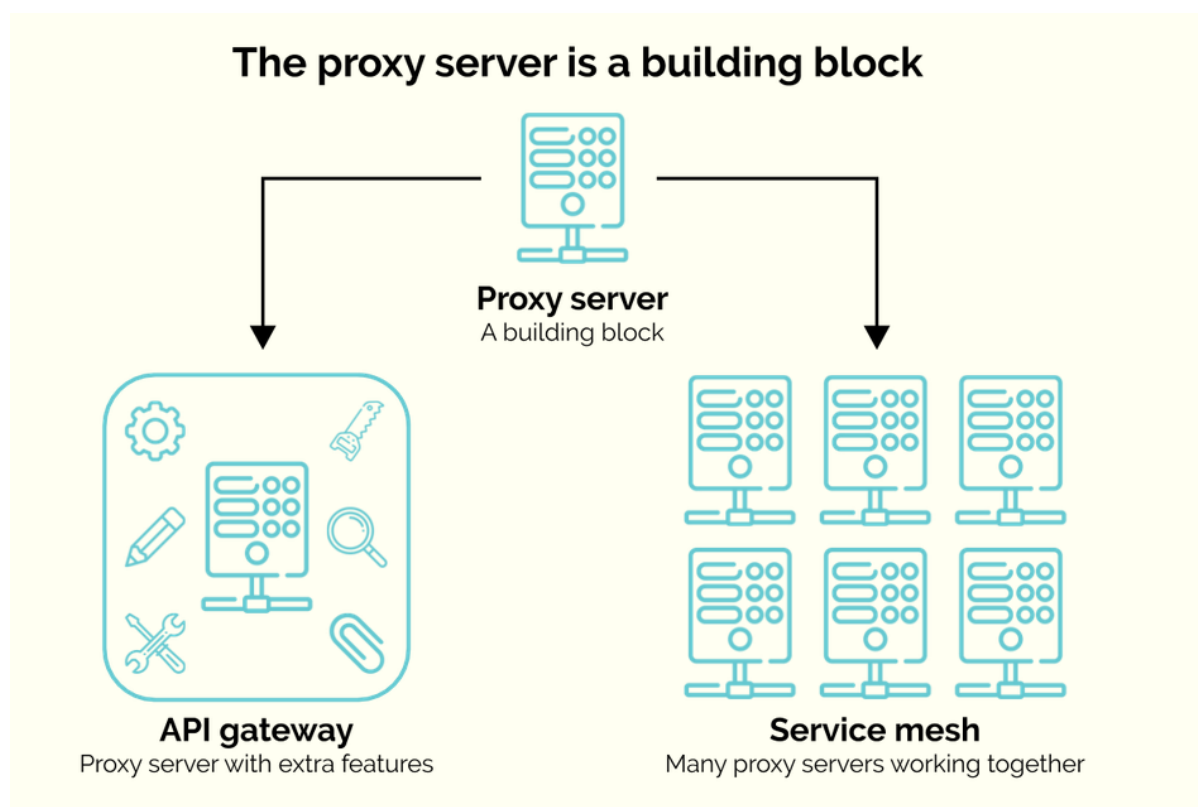 The proxy server is a building block
Proxy server
A building block
API gateway
Proxy server with extra features
Service mesh
Many proxy servers working together